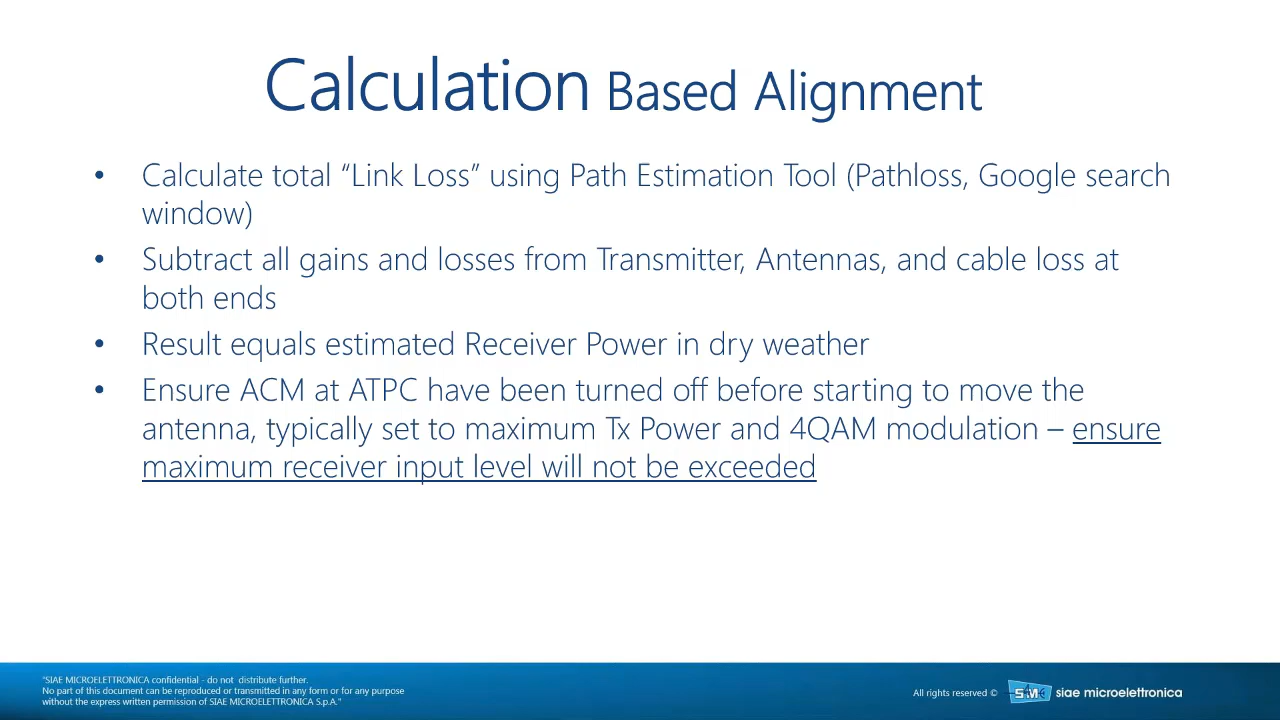 Calculation Based Alignment
• Calculate total “Link Loss” using Path Estimation Tool (Pathloss, Google search
window)
• Subtract all gains and losses from Transmitter, Antennas, and cable loss at
both ends
• Result equals estimated Receiver Power in dry weather
• Ensure ACM at ATPC have been turned off before starting to move the
antenna, typically set to maximum Tx Power and 4QAM modulation – ensure
maximum receiver input level will not be exceeded
"SIAE MICROELETTRONICA confidential - do not distribute further.
No part of this document can be reproduced or transmitted in any form or for any purpose
without the express written permission of SIAE MICROELETTRONICA S.p.A."
All rights reserved © SM siae microelettronica